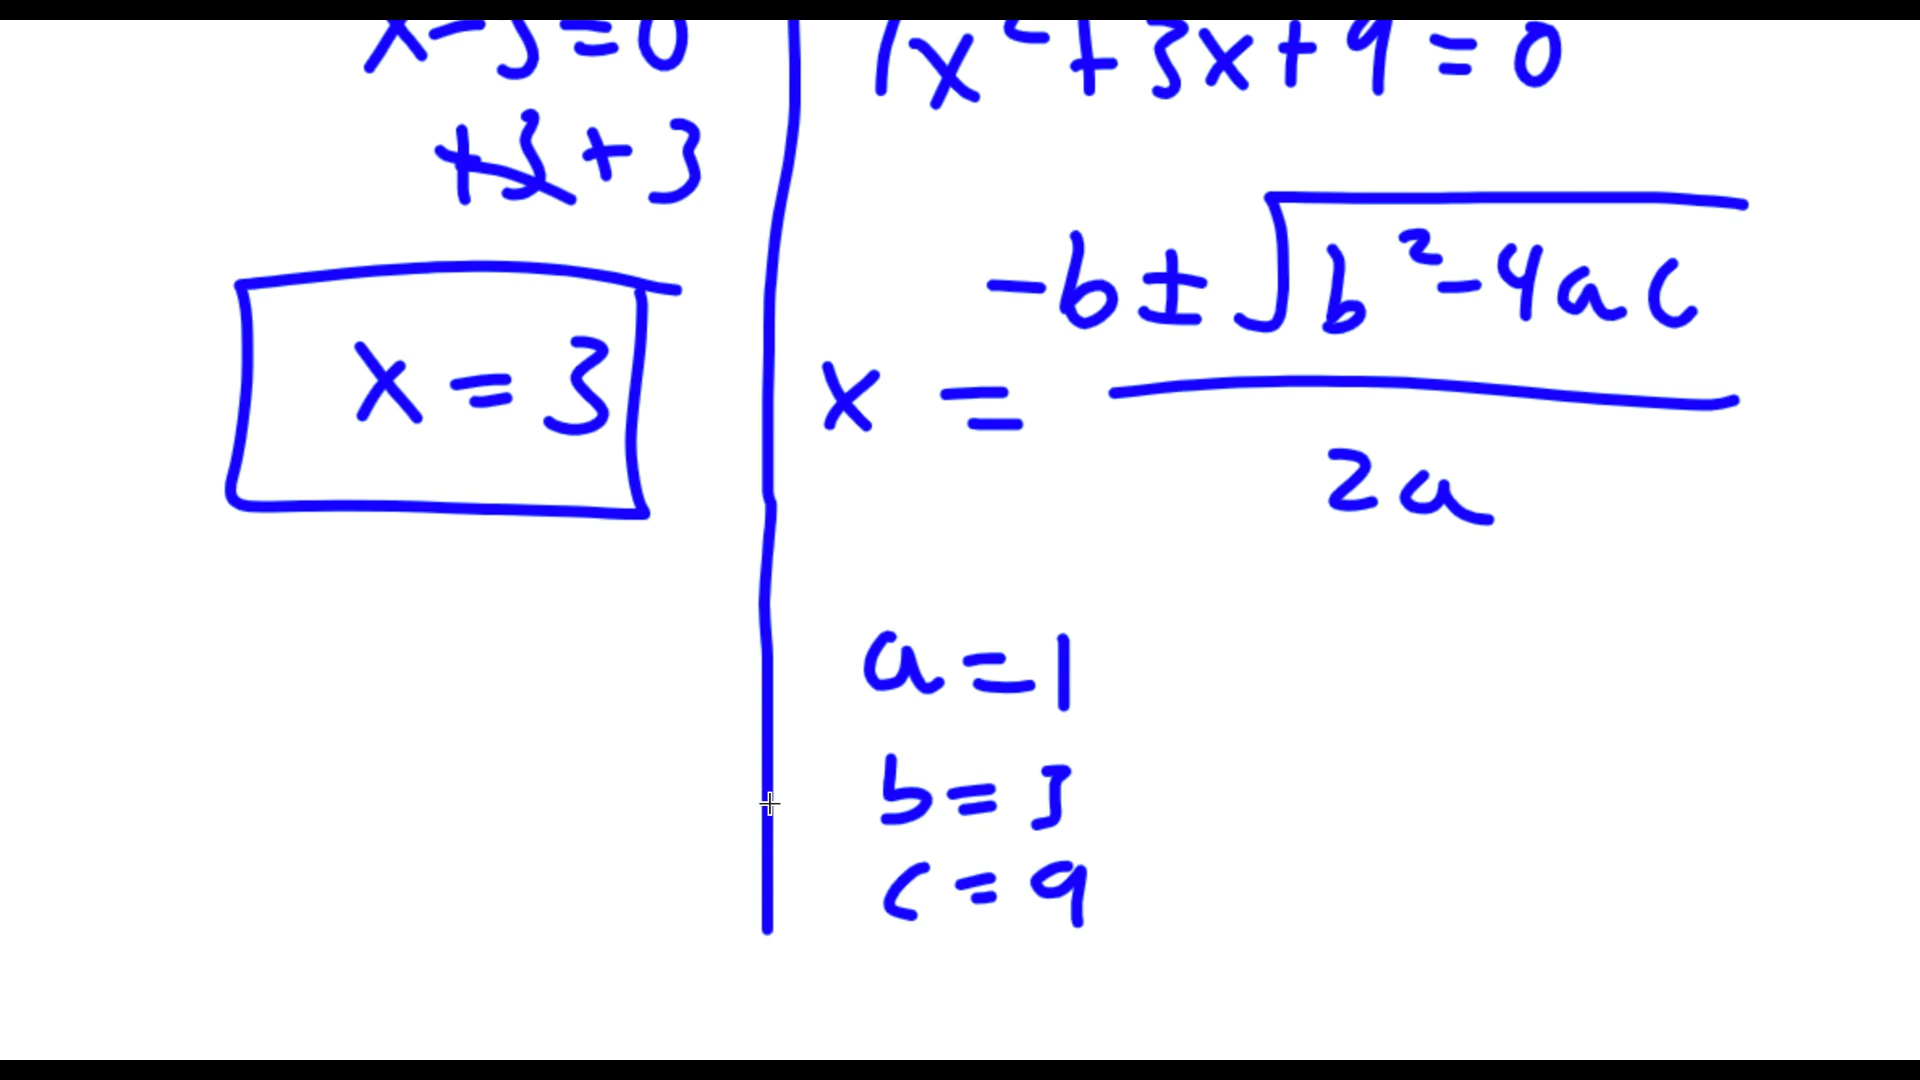 x-3=0
+3 +3
x = 3
1x²+3x+9=0
x = -b±√b²-4ac
2a
a=1
b=3
c=9